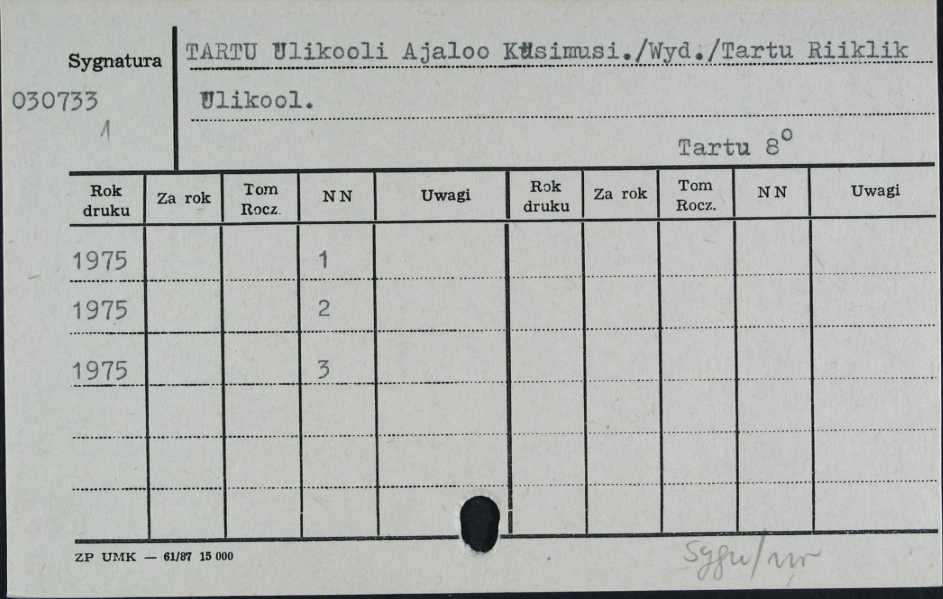 Sygnatura
TARTU Ülikooli Ajaloo Küsimusi./Wyd./Tartu Riiklik
030733
Ülikool.
1
Tartu 8°
Rok druku Za rok Tom Rocz. N N Uwagi Rok druku Za rok Tom Rocz. N N Uwagi
1975 1
1975 2
1975 3
ZP UMK — 61/87 15 000